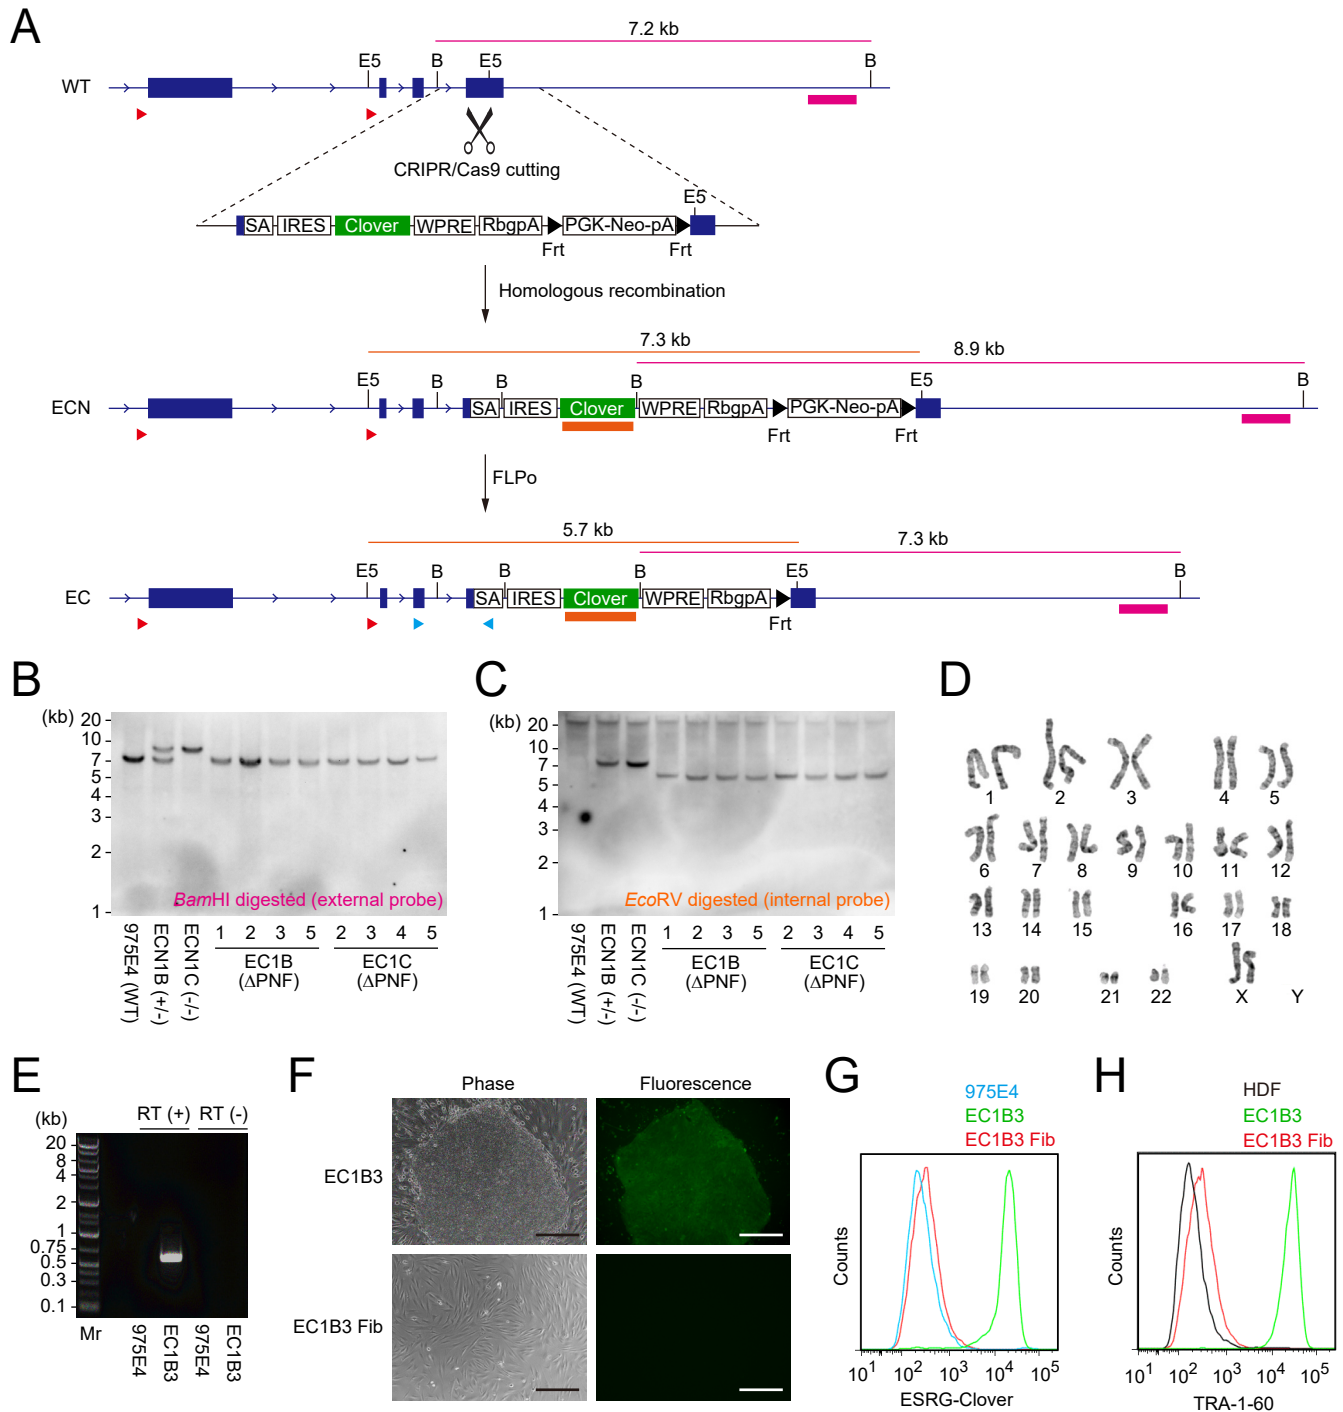 A
7.2 kb
E5 B E5 B
WT
CRIPR/Cas9 cutting
E5
SA IRES Clover WPRE RbgpA PGK-Neo-pA
Frt Frt
Homologous recombination
7.3 kb
8.9 kb
E5 B B B E5 B
ECN
SA IRES Clover WPRE RbgpA PGK-Neo-pA
Frt Frt
FLPo
5.7 kb
7.3 kb
E5 B B B E5 B
EC
SA IRES Clover WPRE RbgpA
Frt
B
(kb)
20
10
7
5
4
3
2
1
BamHI digested (external probe)
975E4 (WT)
ECN1B (+/-)
ECN1C (-/-)
1 2 3 5 2 3 4 5
EC1B
(ΔPNF)
EC1C
(ΔPNF)
C
(kb)
20
10
7
5
4
3
2
1
EcoRV digested (internal probe)
975E4 (WT)
ECN1B (+/-)
ECN1C (-/-)
1 2 3 5 2 3 4 5
EC1B
(ΔPNF)
EC1C
(ΔPNF)
D
1 2 3 4 5
6 7 8 9 10 11 12
13 14 15 16 17 18
19 20 21 22 X Y
E
RT (+) RT (-)
(kb)
20
8
4
2
1
0.75
0.5
0.3
0.1
Mr
975E4
EC1B3
975E4
EC1B3
F
Phase Fluorescence
EC1B3
EC1B3 Fib
G
975E4
EC1B3
EC1B3 Fib
Counts
10¹ 10² 10³ 10⁴ 10⁵
ESRG-Clover
H
HDF
EC1B3
EC1B3 Fib
Counts
10¹ 10² 10³ 10⁴ 10⁵
TRA-1-60